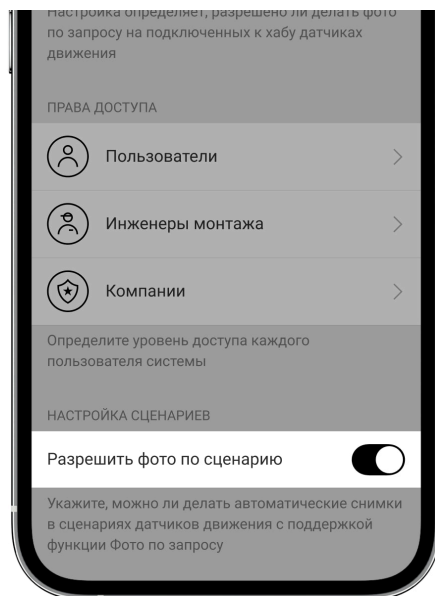 Настройка определяет, разрешено ли делать фото
по запросу на подключенных к хабу датчиках
движения
ПРАВА ДОСТУПА
Пользователи
Инженеры монтажа
Компании
Определите уровень доступа каждого
пользователя системы
НАСТРОЙКА СЦЕНАРИЕВ
Разрешить фото по сценарию
Укажите, можно ли делать автоматические снимки
в сценариях датчиков движения с поддержкой
функции Фото по запросу